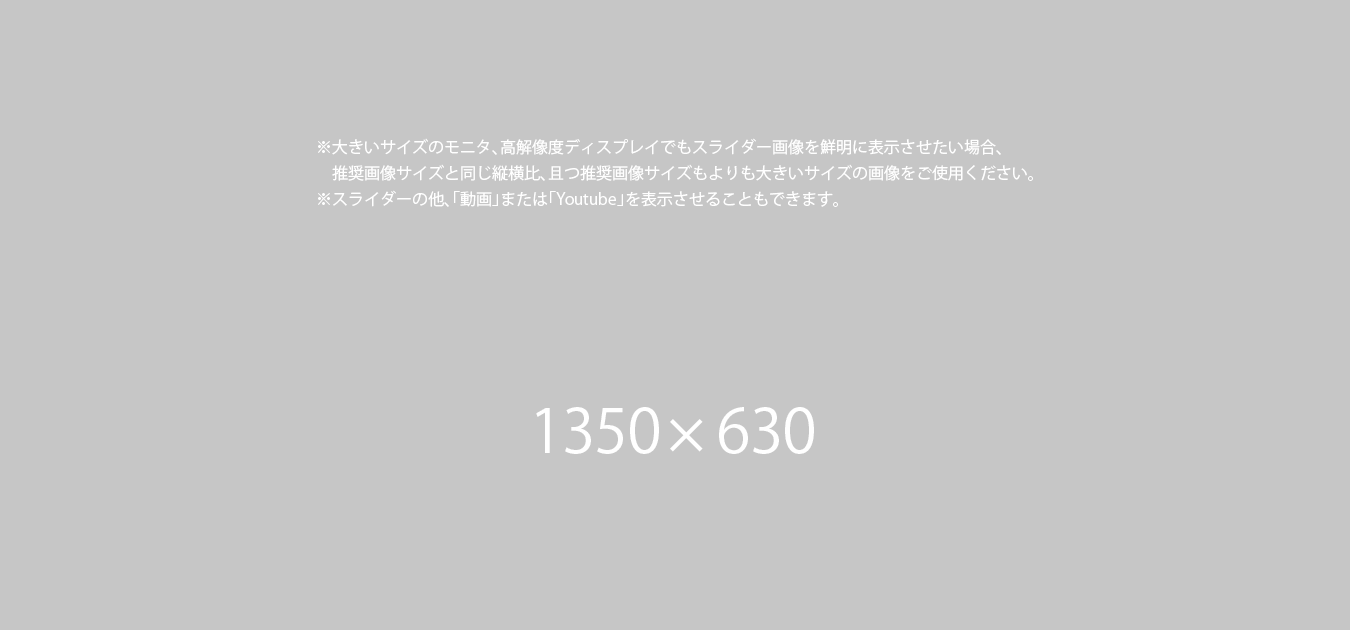 ※大きいサイズのモニタ、高解像度ディスプレイでもスライダー画像を鮮明に表示させたい場合、
推奨画像サイズと同じ縦横比、且つ推奨画像サイズもよりも大きいサイズの画像をご使用ください。
※スライダーの他、「動画」または「Youtube」を表示させることもできます。
1350×630